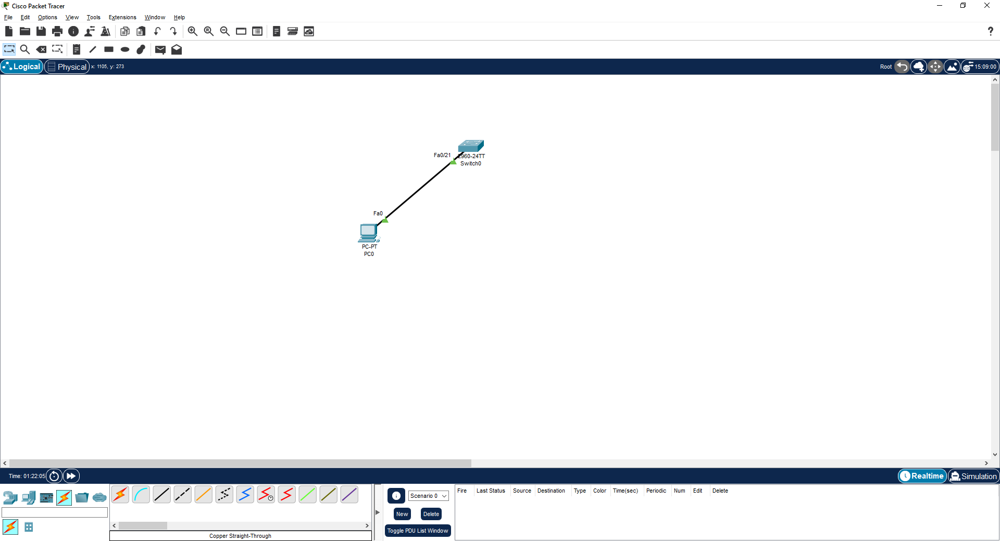 Cisco Packet Tracer
File Edit Options View Tools Extensions Window Help
Logical Physical x: 1105, y: 273 Root 15:09:00
Fa0/21
2960-24TT
Switch0
Fa0
PC-PT
PC0
Time: 01:22:05 Realtime Simulation
Scenario 0
New Delete
Toggle PDU List Window
Fire Last Status Source Destination Type Color Time(sec) Periodic Num Edit Delete
Copper Straight-Through